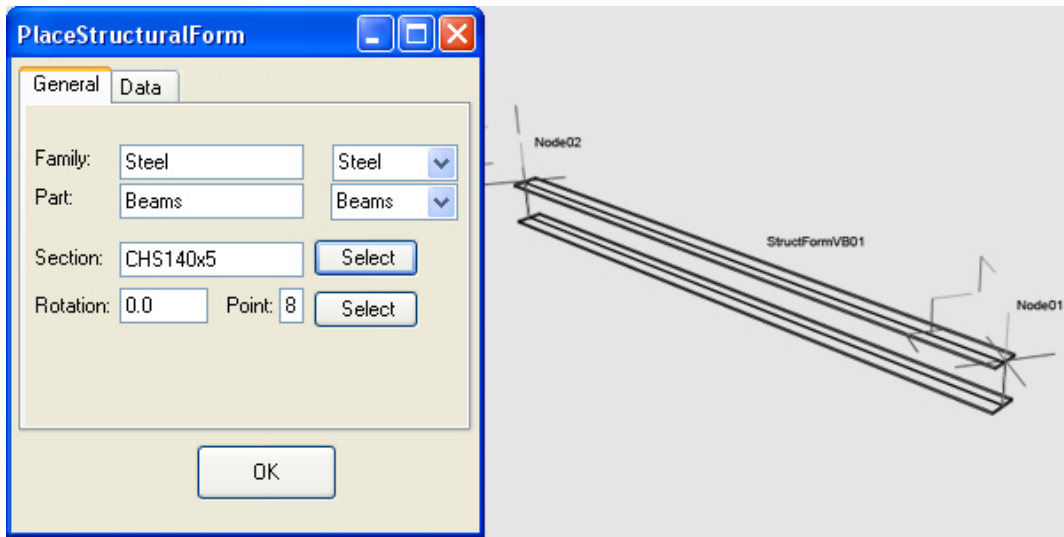 PlaceStructuralForm
General Data
Family: Steel Steel
Part: Beams Beams
Section: CHS140x5 Select
Rotation: 0.0 Point: 8 Select
OK
Node02
StructFormVB01
Node01